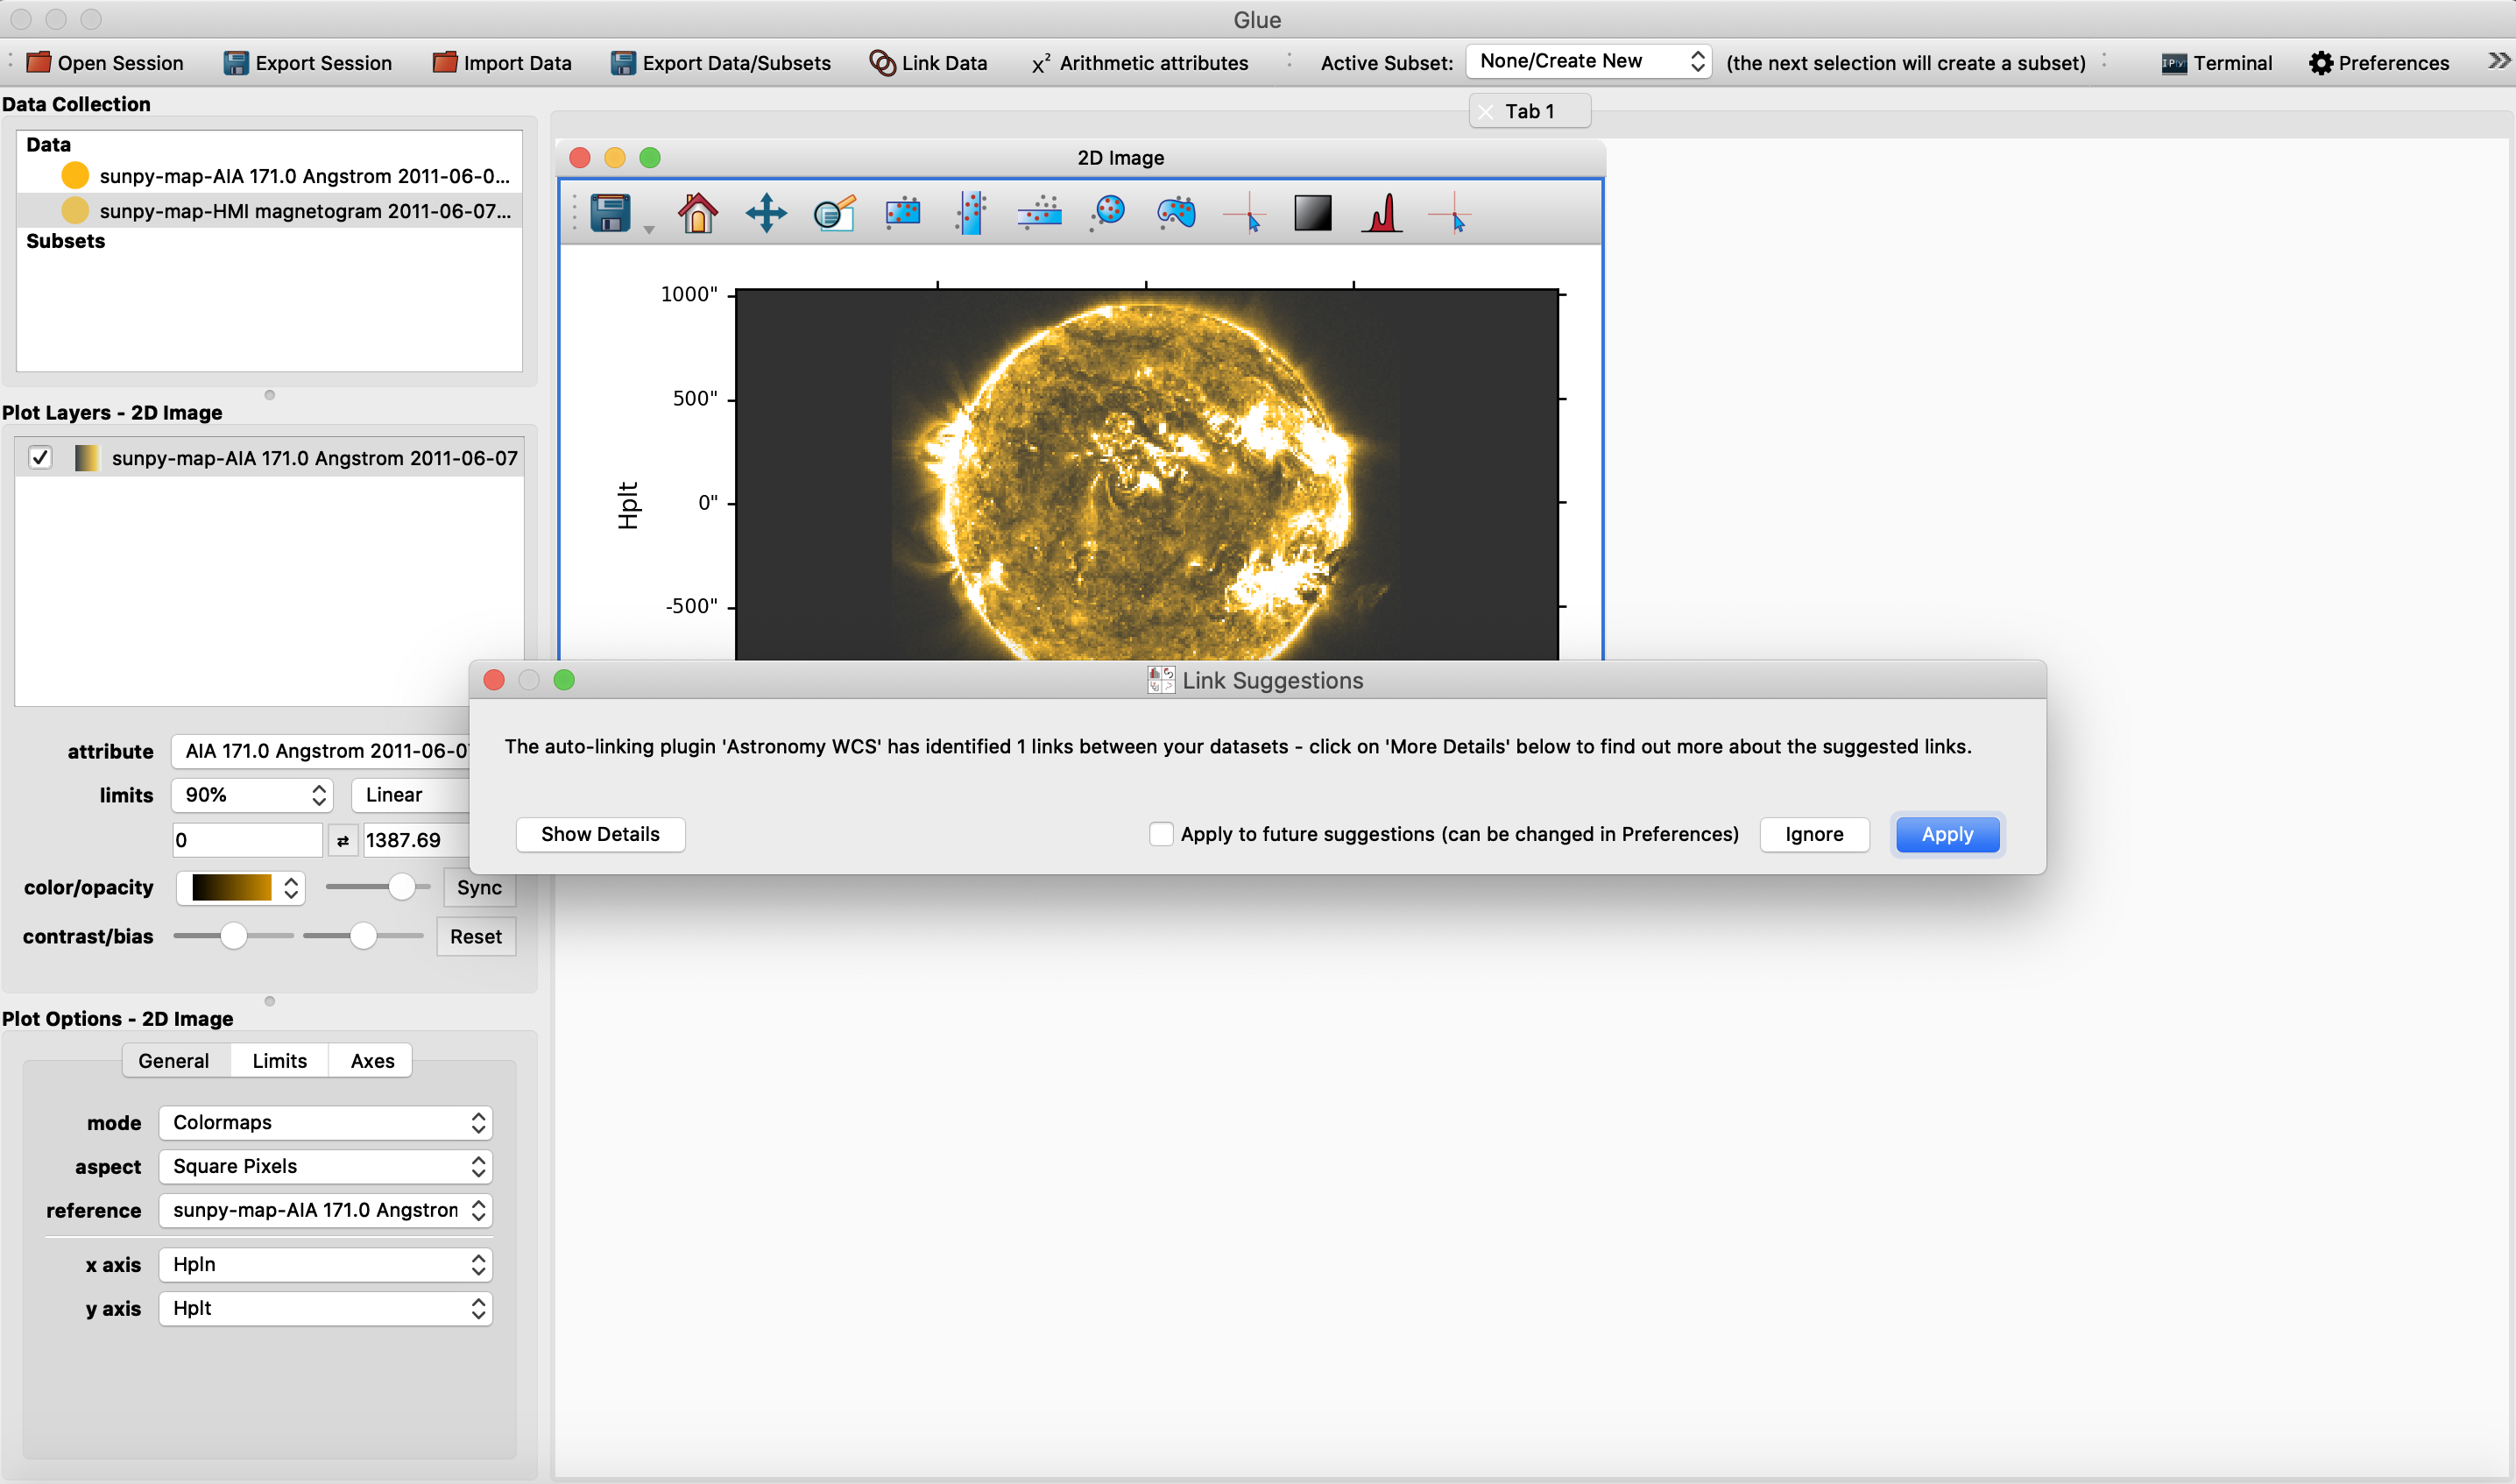 Glue
Open Session Export Session Import Data Export Data/Subsets Link Data x² Arithmetic attributes Active Subset: None/Create New (the next selection will create a subset) Terminal Preferences
Data Collection
Tab 1
Data
sunpy-map-AIA 171.0 Angstrom 2011-06-0...
sunpy-map-HMI magnetogram 2011-06-07...
Subsets
2D Image
1000"
500"
0"
-500"
Hplt
Plot Layers - 2D Image
sunpy-map-AIA 171.0 Angstrom 2011-06-07
Link Suggestions
The auto-linking plugin 'Astronomy WCS' has identified 1 links between your datasets - click on 'More Details' below to find out more about the suggested links.
Show Details Apply to future suggestions (can be changed in Preferences) Ignore Apply
attribute AIA 171.0 Angstrom 2011-06-0
limits 90% Linear
0 1387.69
color/opacity Sync
contrast/bias Reset
Plot Options - 2D Image
General Limits Axes
mode Colormaps
aspect Square Pixels
reference sunpy-map-AIA 171.0 Angstron
x axis Hpln
y axis Hplt